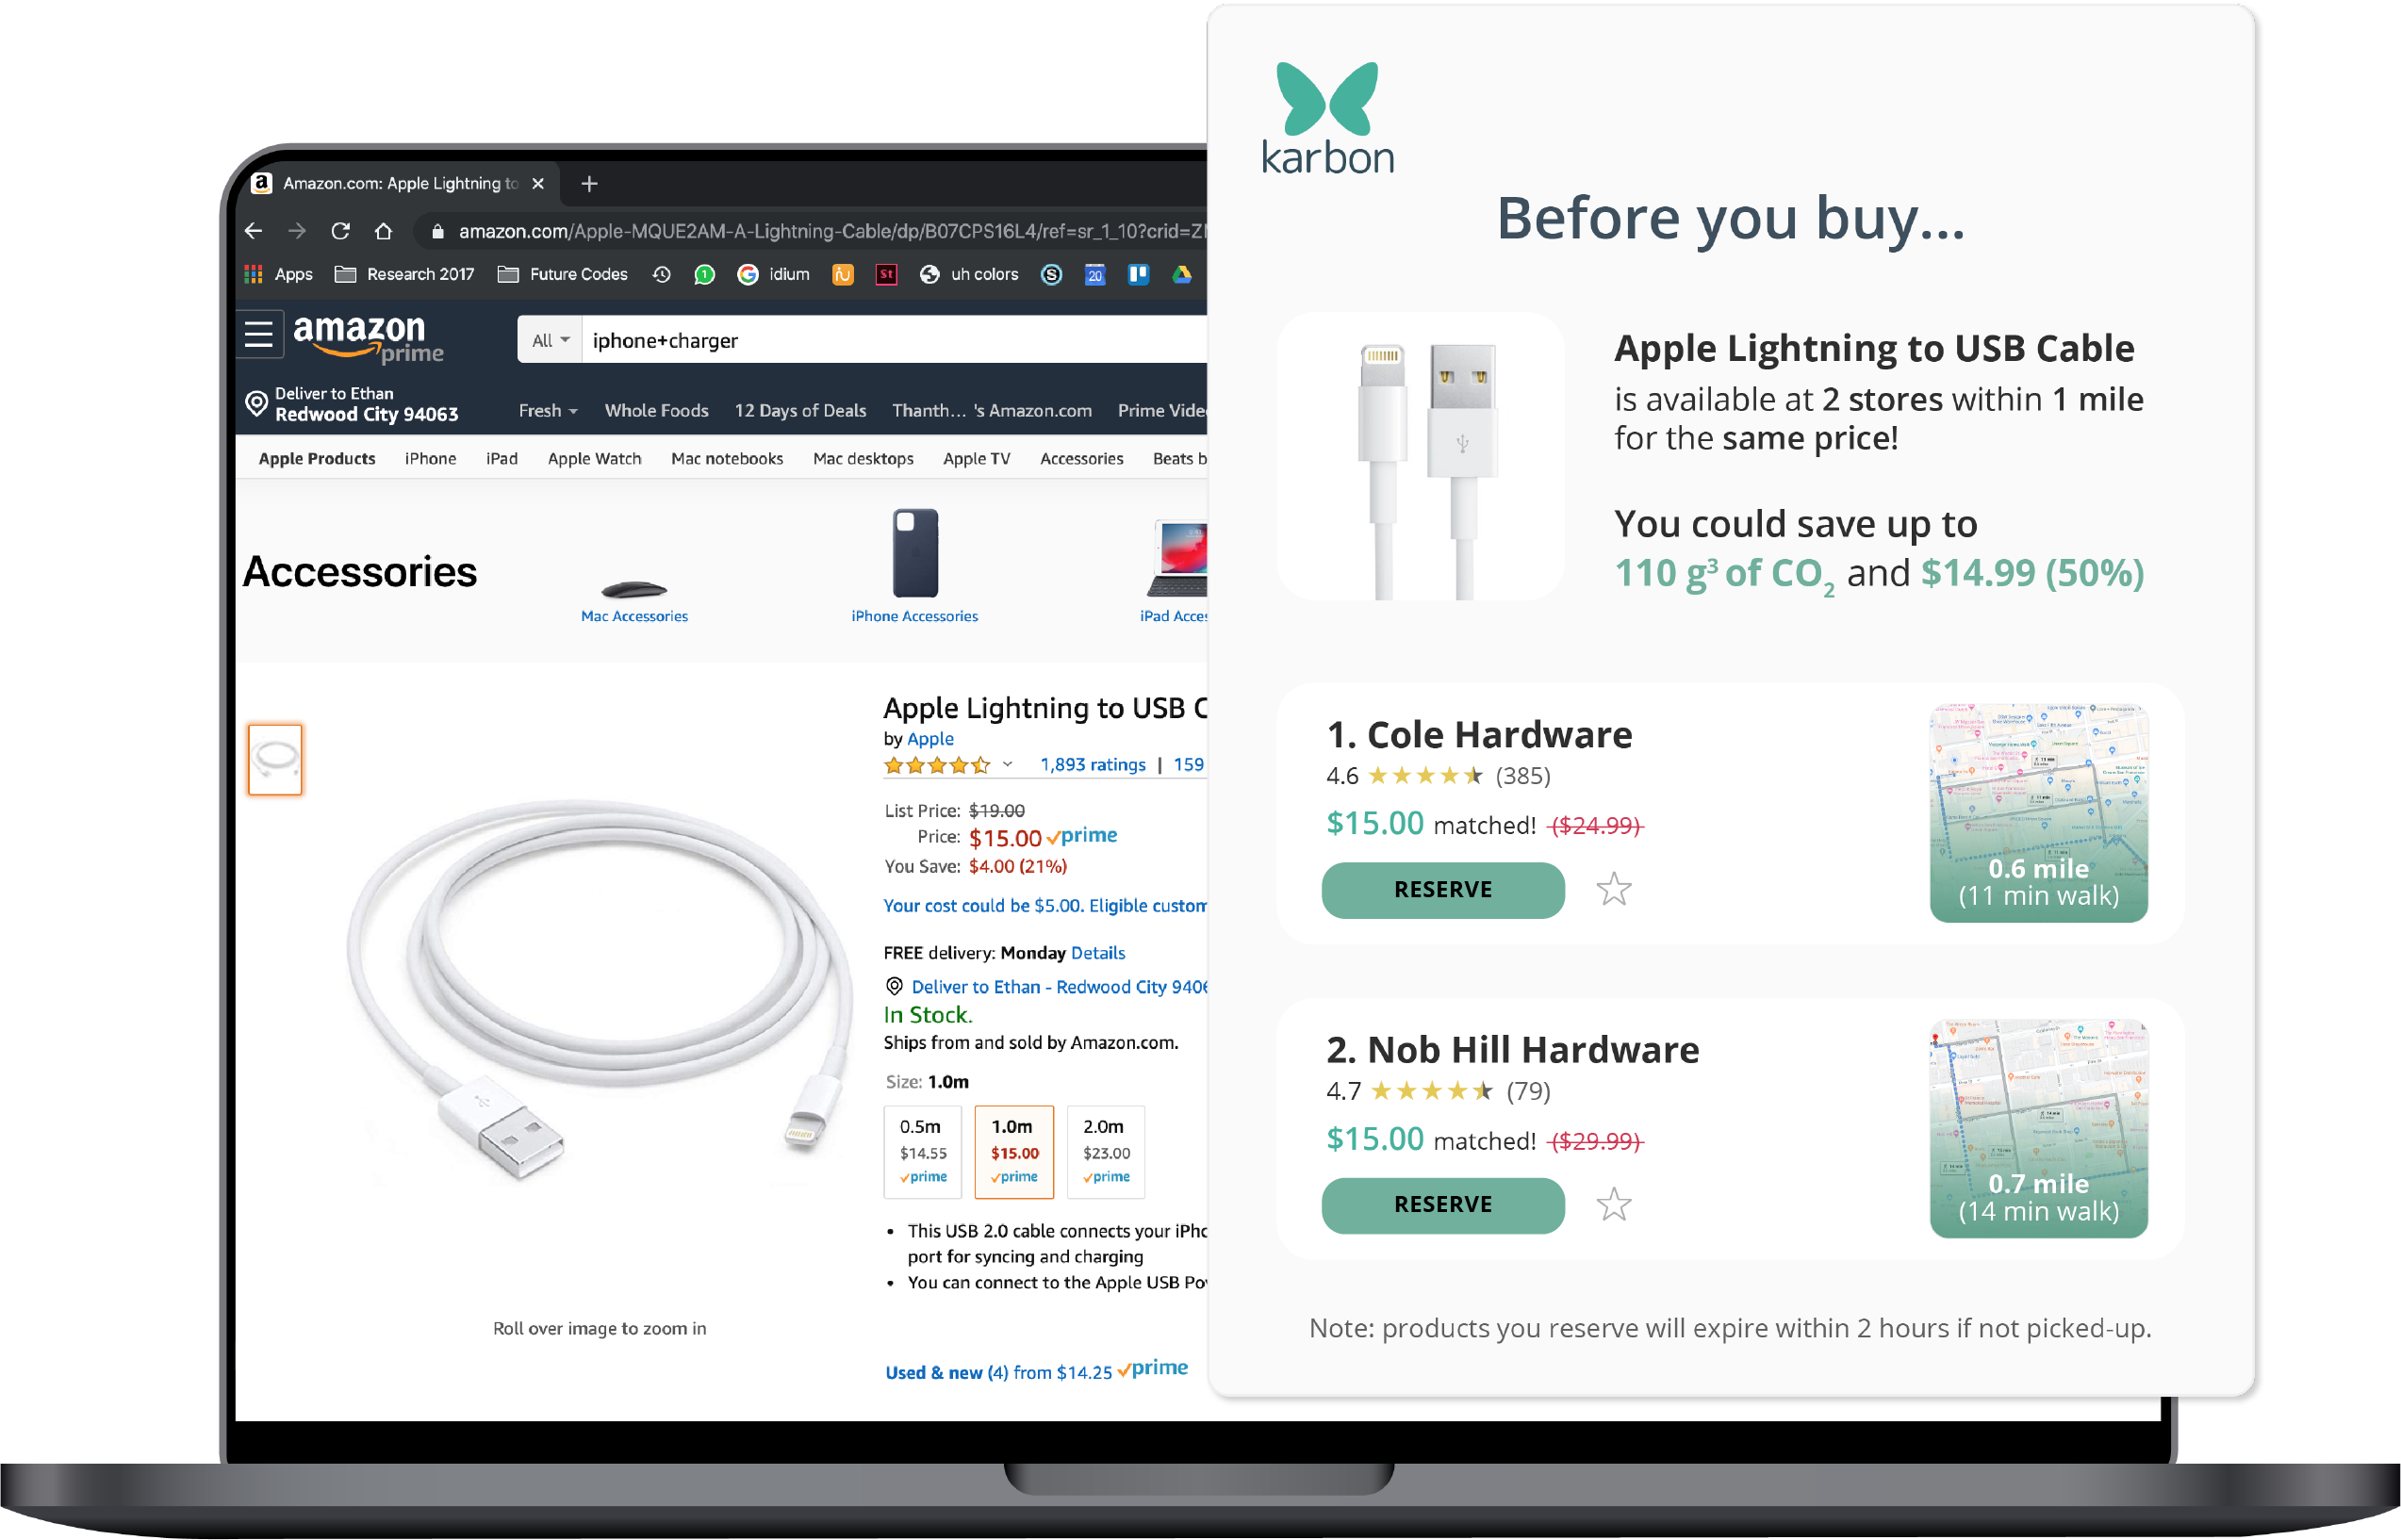 Amazon.com: Apple Lightning to
amazon.com/Apple-MQUE2AM-A-Lightning-Cable/dp/B07CPS16L4/ref=sr_1_10?crid=Z
Apps Research 2017 Future Codes 1 G idium St uh colors S 20
amazon
prime
All iphone+charger
Deliver to Ethan
Redwood City 94063
Fresh Whole Foods 12 Days of Deals Thanth... 's Amazon.com Prime Vide
Apple Products iPhone iPad Apple Watch Mac notebooks Mac desktops Apple TV Accessories Beats b
Accessories
Mac Accessories iPhone Accessories iPad Acce
Apple Lightning to USB C
by Apple
1,893 ratings | 159
List Price: $19.00
Price: $15.00 prime
You Save: $4.00 (21%)
Your cost could be $5.00. Eligible custom
FREE delivery: Monday Details
Deliver to Ethan - Redwood City 9406
In Stock.
Ships from and sold by Amazon.com.
Size: 1.0m
0.5m 1.0m 2.0m
$14.55 $15.00 $23.00
prime prime prime
• This USB 2.0 cable connects your iPho
port for syncing and charging
• You can connect to the Apple USB Po
Roll over image to zoom in
Used & new (4) from $14.25 prime
karbon
Before you buy...
Apple Lightning to USB Cable
is available at 2 stores within 1 mile
for the same price!
You could save up to
110 g³ of CO₂ and $14.99 (50%)
1. Cole Hardware
4.6 (385)
$15.00 matched! ($24.99)
RESERVE
0.6 mile
(11 min walk)
2. Nob Hill Hardware
4.7 (79)
$15.00 matched! ($29.99)
RESERVE
0.7 mile
(14 min walk)
Note: products you reserve will expire within 2 hours if not picked-up.